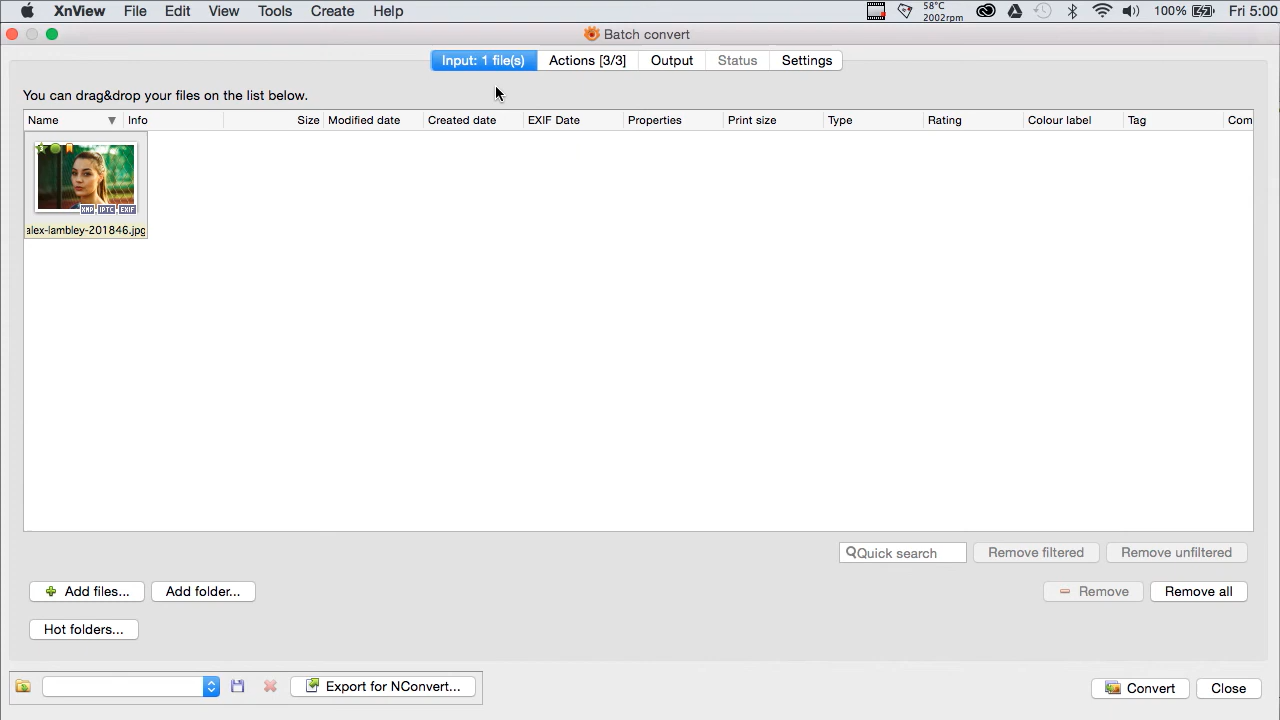 XnView File Edit View Tools Create Help 58°C 100% Fri 5:00
2002rpm
Batch convert
Input: 1 file(s) Actions [3/3] Output Status Settings
You can drag&drop your files on the list below.
Name Info Size Modified date Created date EXIF Date Properties Print size Type Rating Colour label Tag Com
5
XMP IPTC EXIF
alex-lambley-201846.jpg
Quick search Remove filtered Remove unfiltered
Add files... Add folder... Remove Remove all
Hot folders...
Export for NConvert... Convert Close